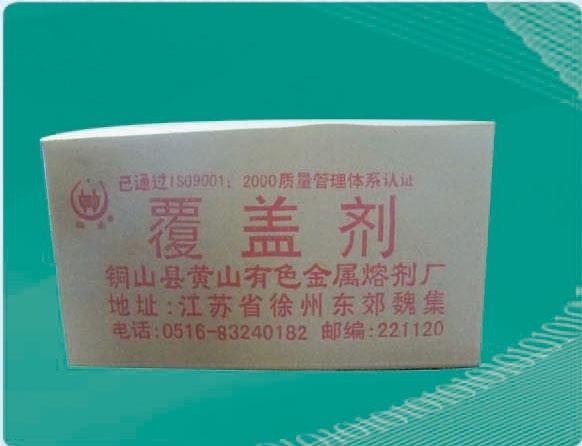 已通过ISO9001：2000质量管理体系认证
覆盖剂
铜山县黄山有色金属熔剂厂
地址:江苏省徐州东郊魏集
电话:0516-83240182 邮编:221120